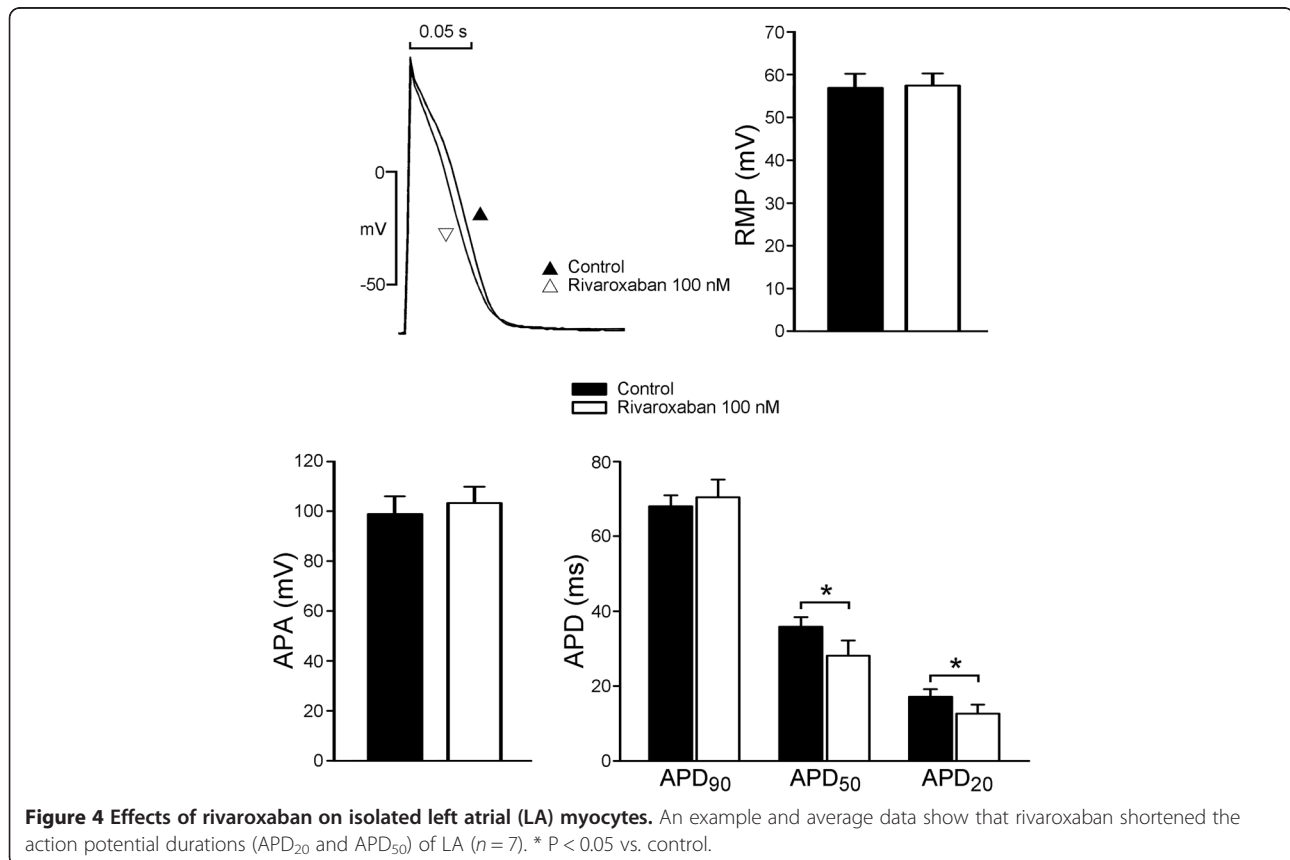 0.05 s
0
mV
-50
▲ Control
△ Rivaroxaban 100 nM
RMP (mV)
70
60
50
40
30
20
10
0
Control
Rivaroxaban 100 nM
APA (mV)
120
100
80
60
40
20
0
APD (ms)
80
60
40
20
0
*
*
APD90 APD50 APD20
Figure 4 Effects of rivaroxaban on isolated left atrial (LA) myocytes. An example and average data show that rivaroxaban shortened the
action potential durations (APD20 and APD50) of LA (n = 7). * P < 0.05 vs. control.